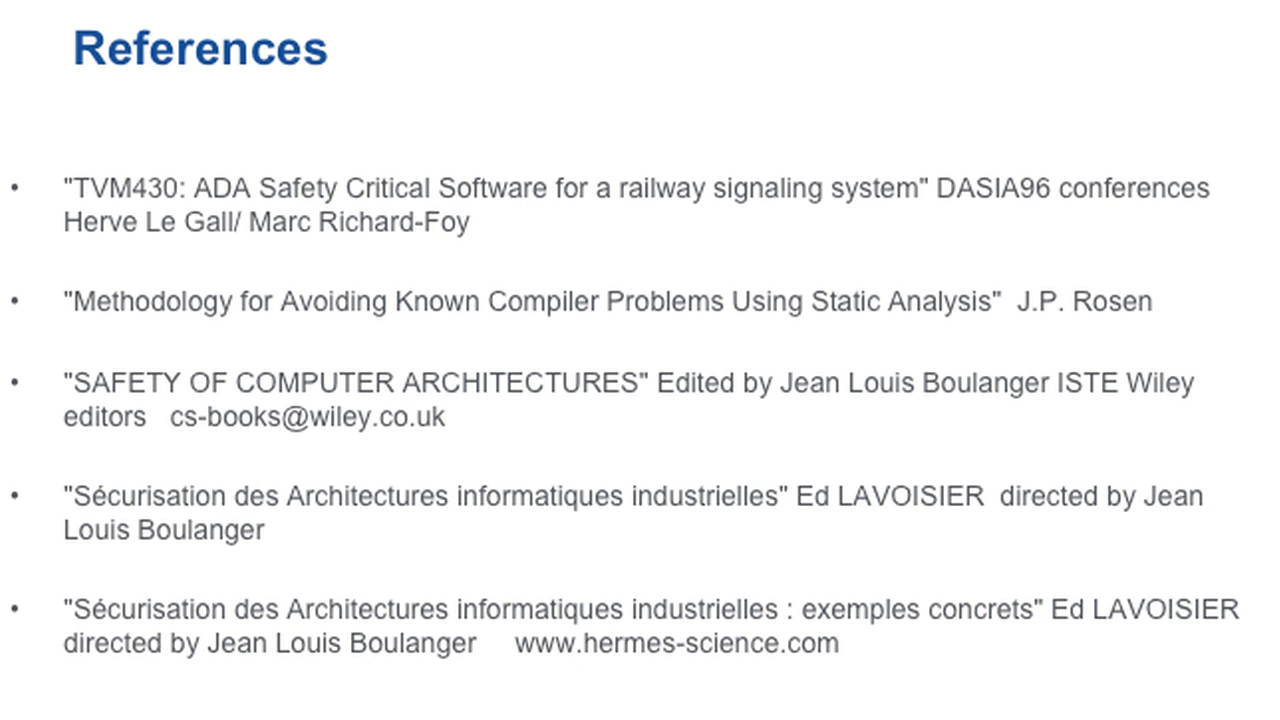 References
• "TVM430: ADA Safety Critical Software for a railway signaling system" DASIA96 conferences
Herve Le Gall/ Marc Richard-Foy
• "Methodology for Avoiding Known Compiler Problems Using Static Analysis"  J.P. Rosen
• "SAFETY OF COMPUTER ARCHITECTURES" Edited by Jean Louis Boulanger ISTE Wiley
editors   cs-books@wiley.co.uk
• "Sécurisation des Architectures informatiques industrielles" Ed LAVOISIER  directed by Jean
Louis Boulanger
• "Sécurisation des Architectures informatiques industrielles : exemples concrets" Ed LAVOISIER
directed by Jean Louis Boulanger     www.hermes-science.com